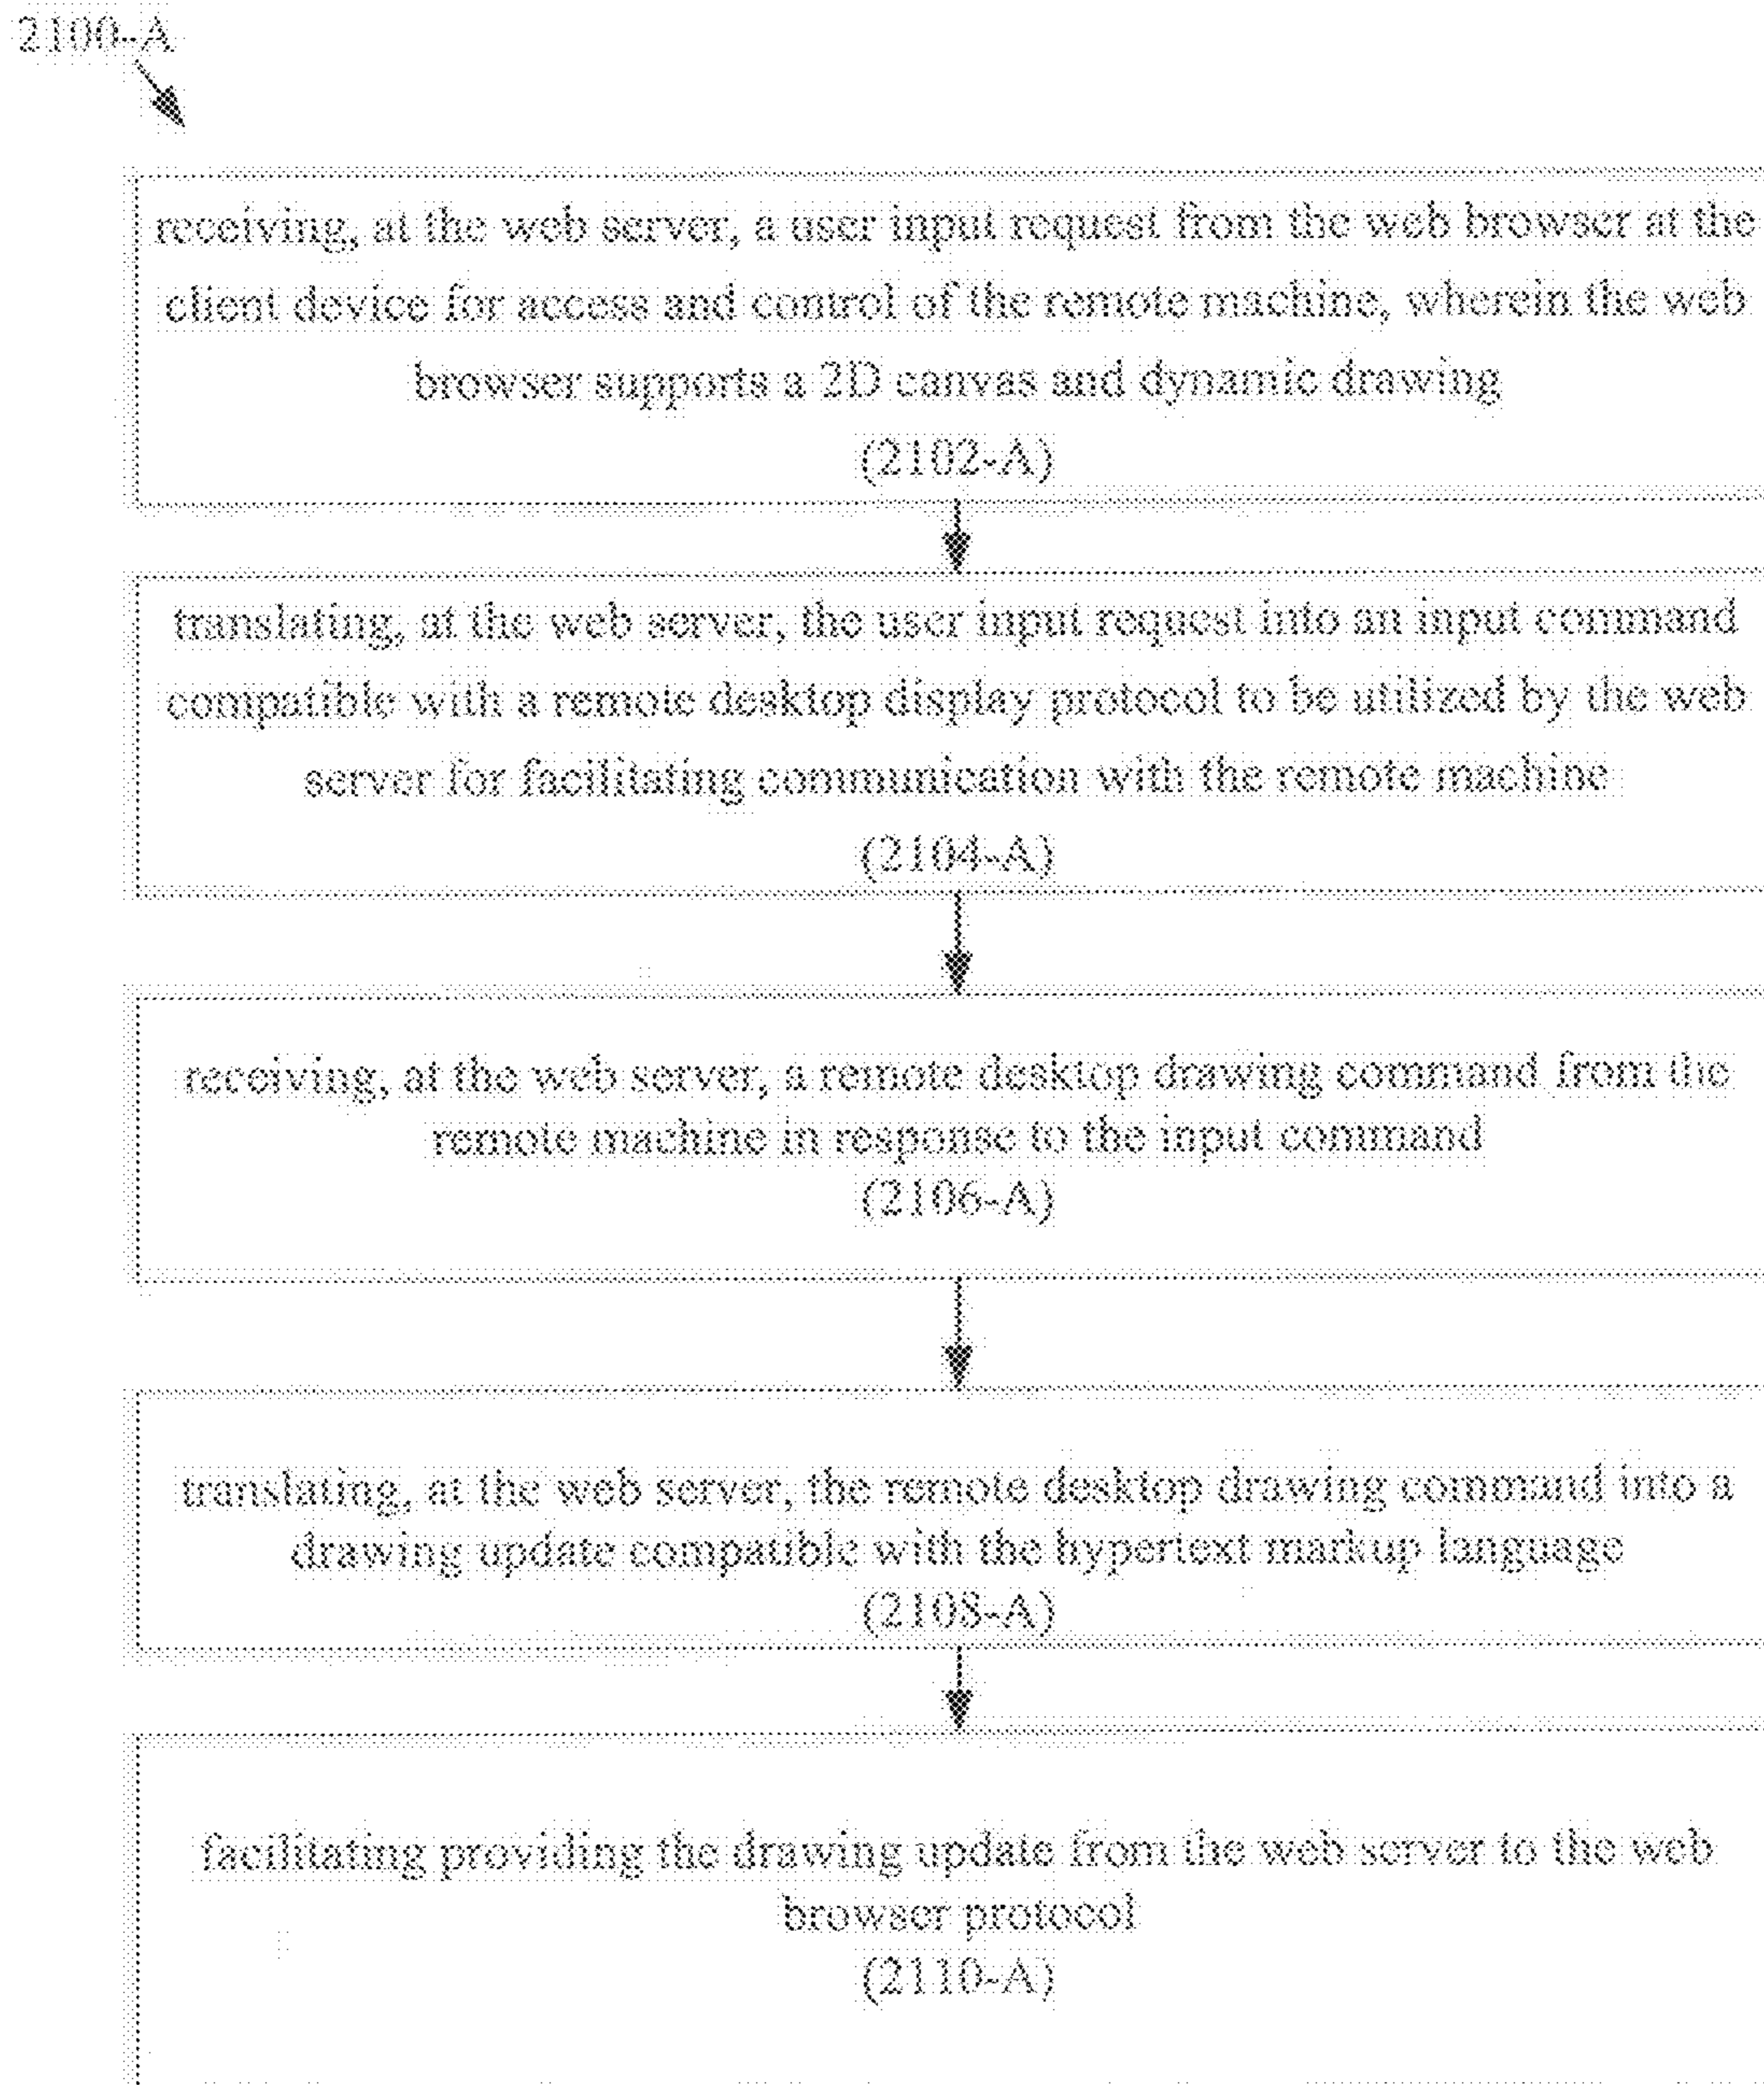 2100-A
receiving, at the web server, a user input request from the web browser at the
client device for access and control of the remote machine, wherein the web
browser supports a 2D canvas and dynamic drawing
(2102-A)
translating, at the web server, the user input request into an input command
compatible with a remote desktop display protocol to be utilized by the web
server for facilitating communication with the remote machine
(2104-A)
receiving, at the web server, a remote desktop drawing command from the
remote machine in response to the input command
(2106-A)
translating, at the web server, the remote desktop drawing command into a
drawing update compatible with the hypertext markup language
(2108-A)
facilitating providing the drawing update from the web server to the web
browser protocol
(2110-A)